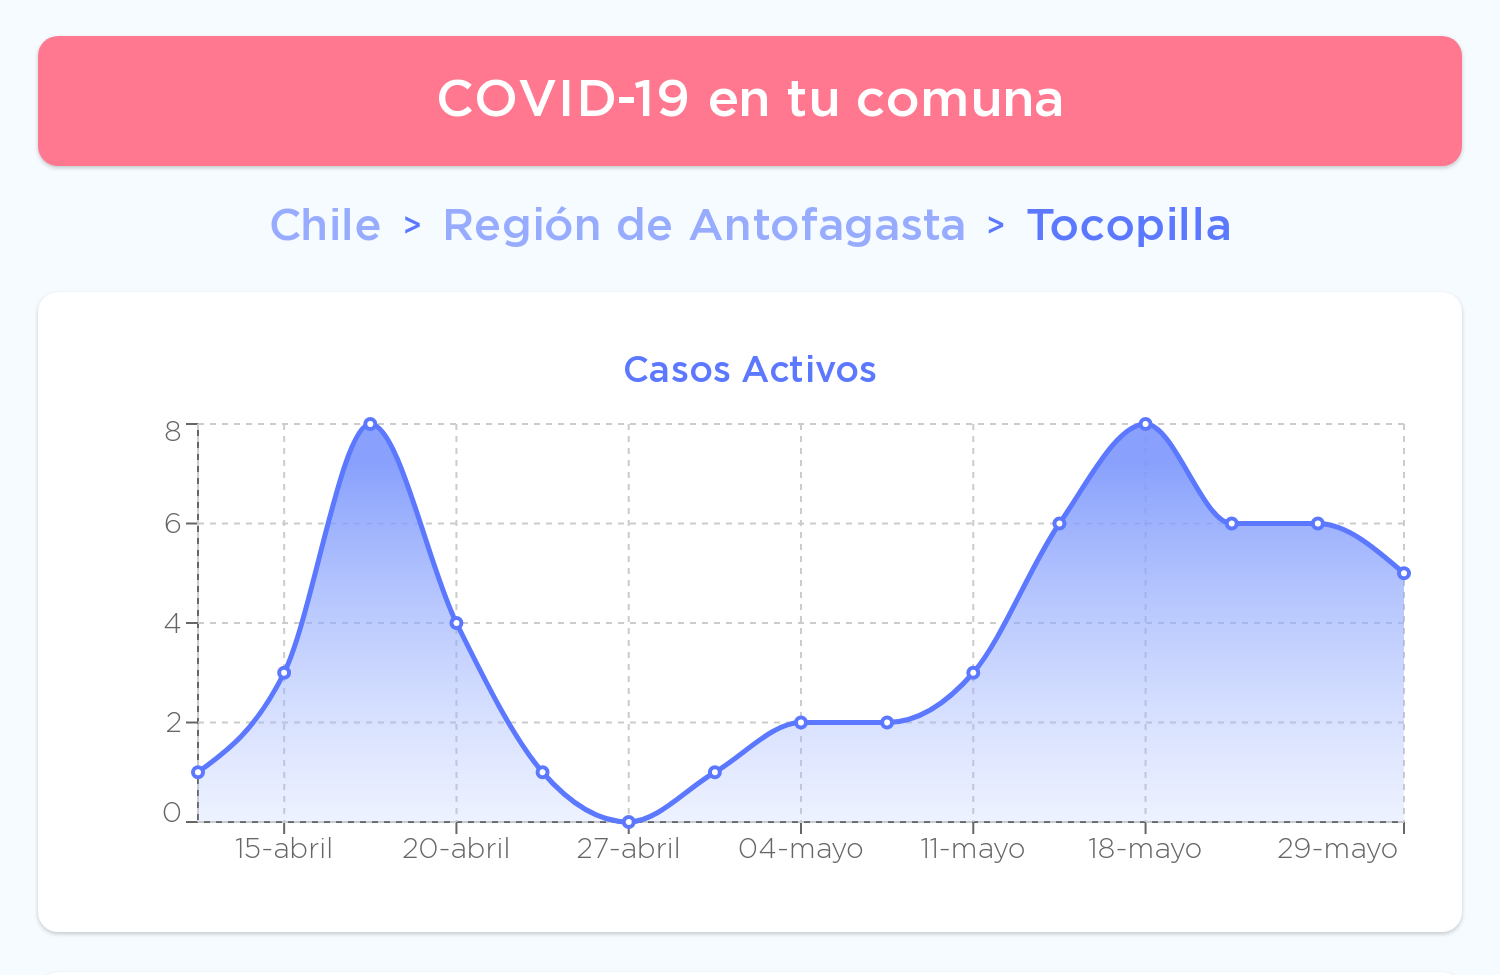 COVID-19 en tu comuna
Chile > Región de Antofagasta > Tocopilla
Casos Activos
8
6
4
2
0
15-abril 20-abril 27-abril 04-mayo 11-mayo 18-mayo 29-mayo